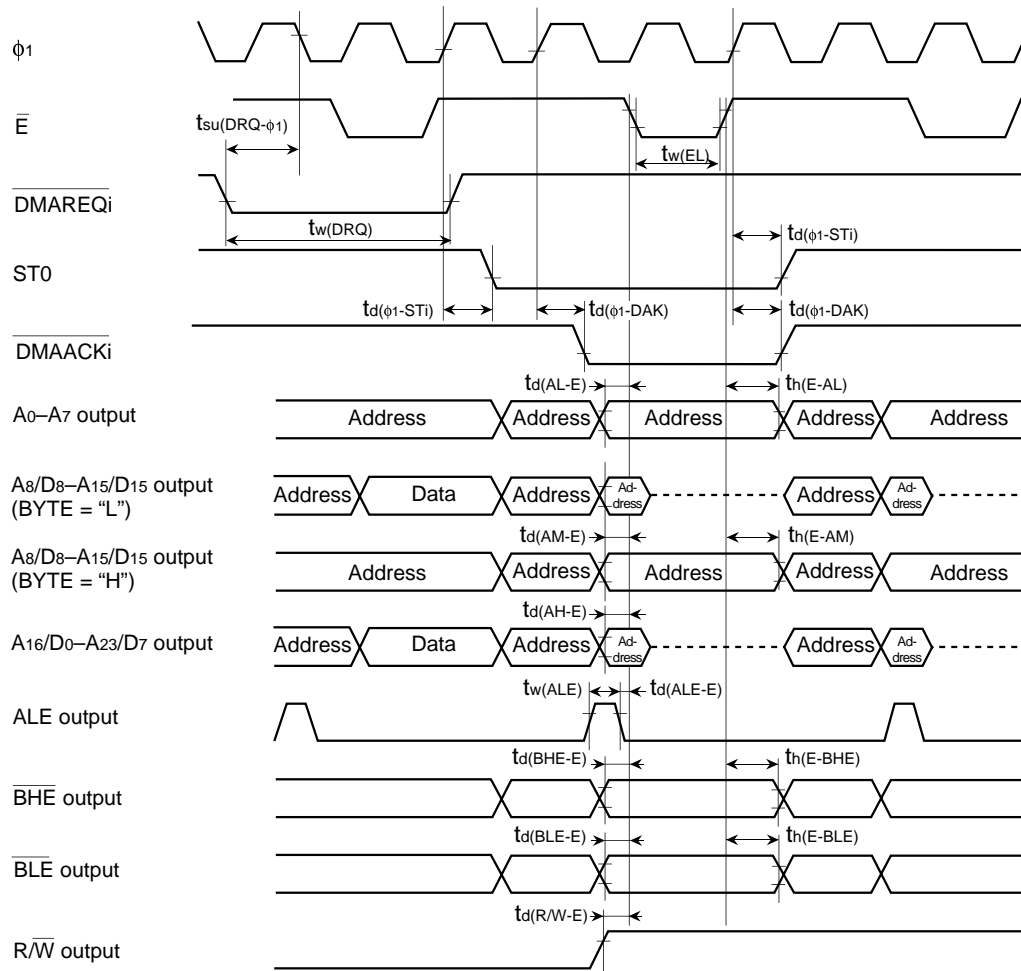 ϕ1
E̅
tsu(DRQ-ϕ1)
tw(EL)
D̅M̅A̅R̅E̅Q̅i̅
tw(DRQ)
td(ϕ1-STi)
ST0
td(ϕ1-STi) td(ϕ1-DAK) td(ϕ1-DAK)
D̅M̅A̅A̅C̅K̅i̅
td(AL-E) th(E-AL)
A0–A7 output Address Address Address Address Address
A8/D8–A15/D15 output
(BYTE = “L”)
Address Data Address Ad-
dress Address Ad-
dress
td(AM-E) th(E-AM)
A8/D8–A15/D15 output
(BYTE = “H”)
Address Address Address Address Address
td(AH-E)
A16/D0–A23/D7 output Address Data Address Ad-
dress Address Ad-
dress
tw(ALE) td(ALE-E)
ALE output
td(BHE-E) th(E-BHE)
B̅H̅E̅ output
td(BLE-E) th(E-BLE)
B̅L̅E̅ output
td(R/W-E)
R/W̅ output